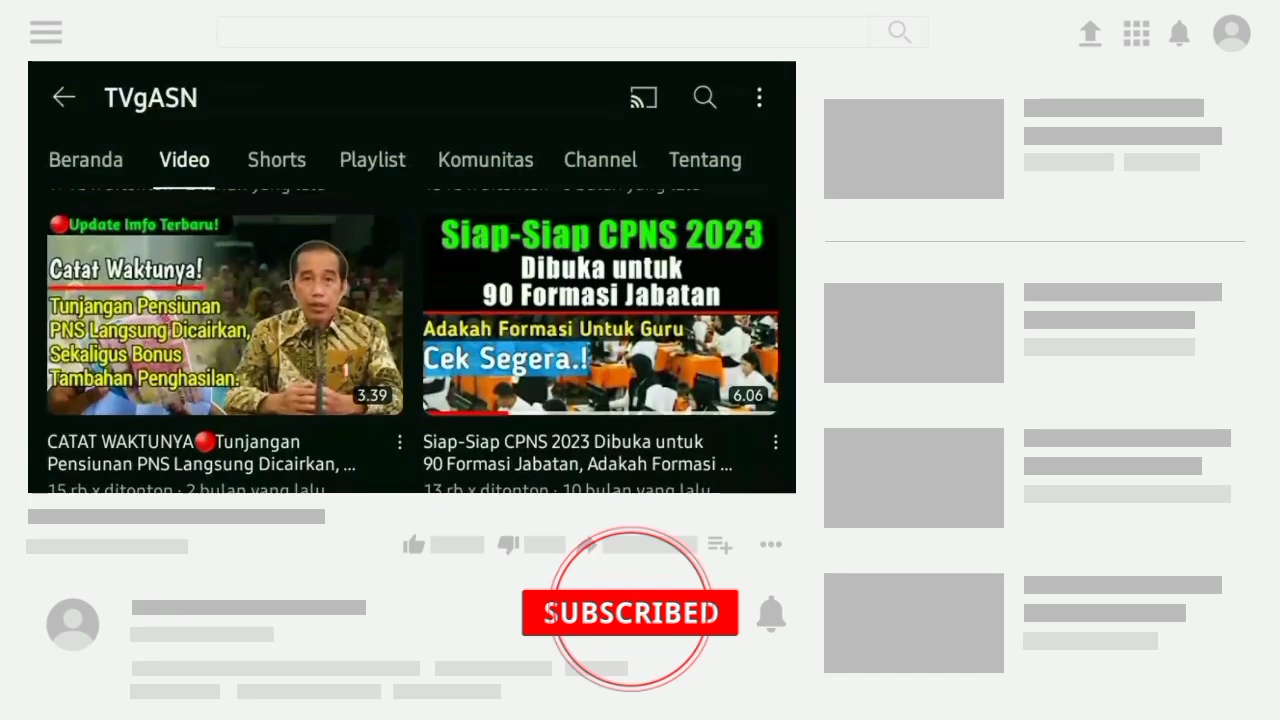 TVgASN
Beranda Video Shorts Playlist Komunitas Channel Tentang
🔴Update Imfo Terbaru!
Catat Waktunya!
Tunjangan Pensiunan
PNS Langsung Dicairkan,
Sekaligus Bonus
Tambahan Penghasilan.
3.39
CATAT WAKTUNYA🔴Tunjangan
Pensiunan PNS Langsung Dicairkan, ...
15 rb x ditonton · 2 bulan yang lalu
Siap-Siap CPNS 2023
Dibuka untuk
90 Formasi Jabatan
Adakah Formasi Untuk Guru
Cek Segera.!
6.06
Siap-Siap CPNS 2023 Dibuka untuk
90 Formasi Jabatan, Adakah Formasi ...
13 rb x ditonton · 10 bulan yang lalu
SUBSCRIBED